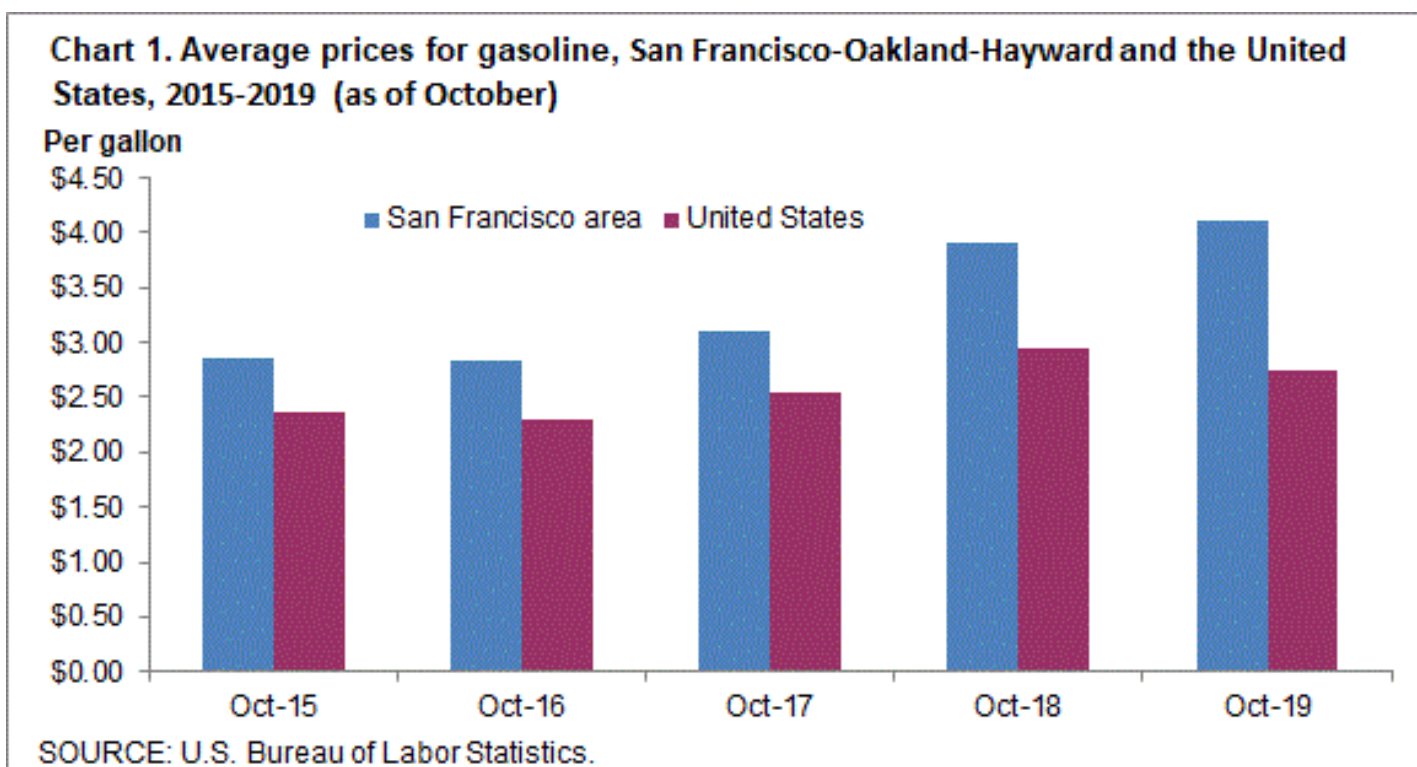 Chart 1. Average prices for gasoline, San Francisco-Oakland-Hayward and the United
States, 2015-2019 (as of October)
Per gallon
$4.50
San Francisco area United States
$4.00
$3.50
$3.00
$2.50
$2.00
$1.50
$1.00
$0.50
$0.00
Oct-15 Oct-16 Oct-17 Oct-18 Oct-19
SOURCE: U.S. Bureau of Labor Statistics.